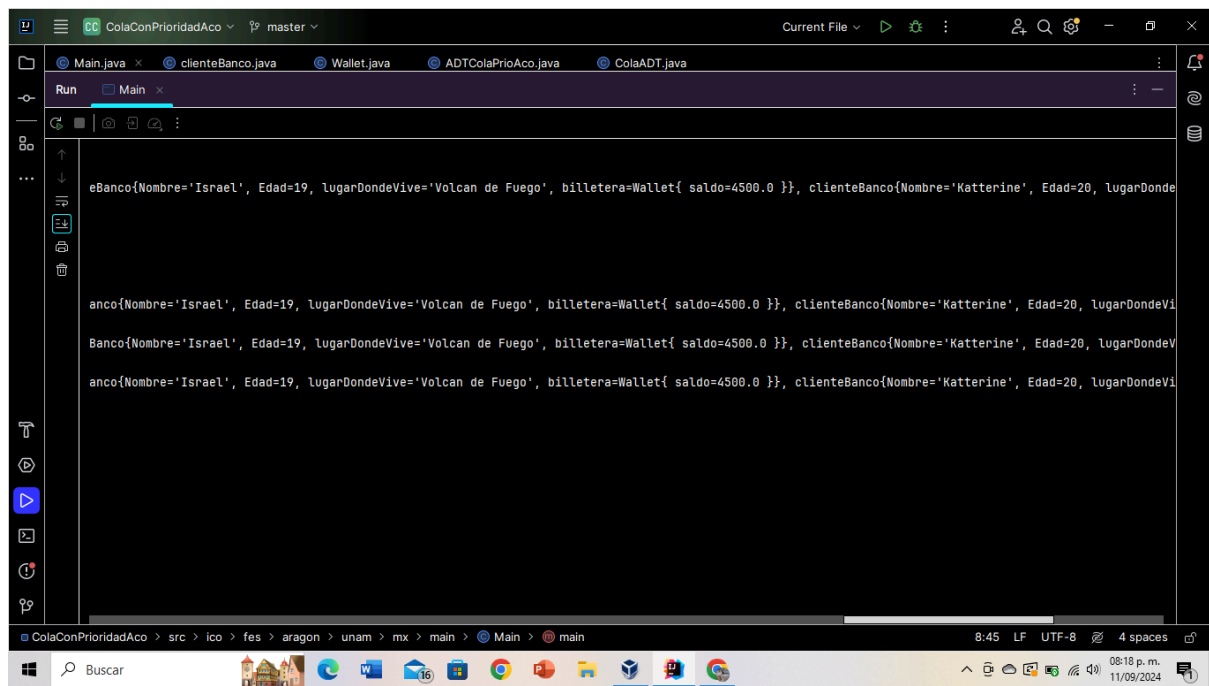 CC ColaConPrioridadAco master Current File
Main.java clienteBanco.java Wallet.java ADTColaPrioAco.java ColaADT.java
Run Main
eBanco{Nombre='Israel', Edad=19, lugarDondeVive='Volcan de Fuego', billetera=Wallet{ saldo=4500.0 }}, clienteBanco{Nombre='Katterine', Edad=20, lugarDonde
anco{Nombre='Israel', Edad=19, lugarDondeVive='Volcan de Fuego', billetera=Wallet{ saldo=4500.0 }}, clienteBanco{Nombre='Katterine', Edad=20, lugarDondeVi
Banco{Nombre='Israel', Edad=19, lugarDondeVive='Volcan de Fuego', billetera=Wallet{ saldo=4500.0 }}, clienteBanco{Nombre='Katterine', Edad=20, lugarDondeV
anco{Nombre='Israel', Edad=19, lugarDondeVive='Volcan de Fuego', billetera=Wallet{ saldo=4500.0 }}, clienteBanco{Nombre='Katterine', Edad=20, lugarDondeVi
ColaConPrioridadAco > src > ico > fes > aragon > unam > mx > main > Main > main 8:45 LF UTF-8 4 spaces
Buscar 16 08:18 p. m.
11/09/2024 1